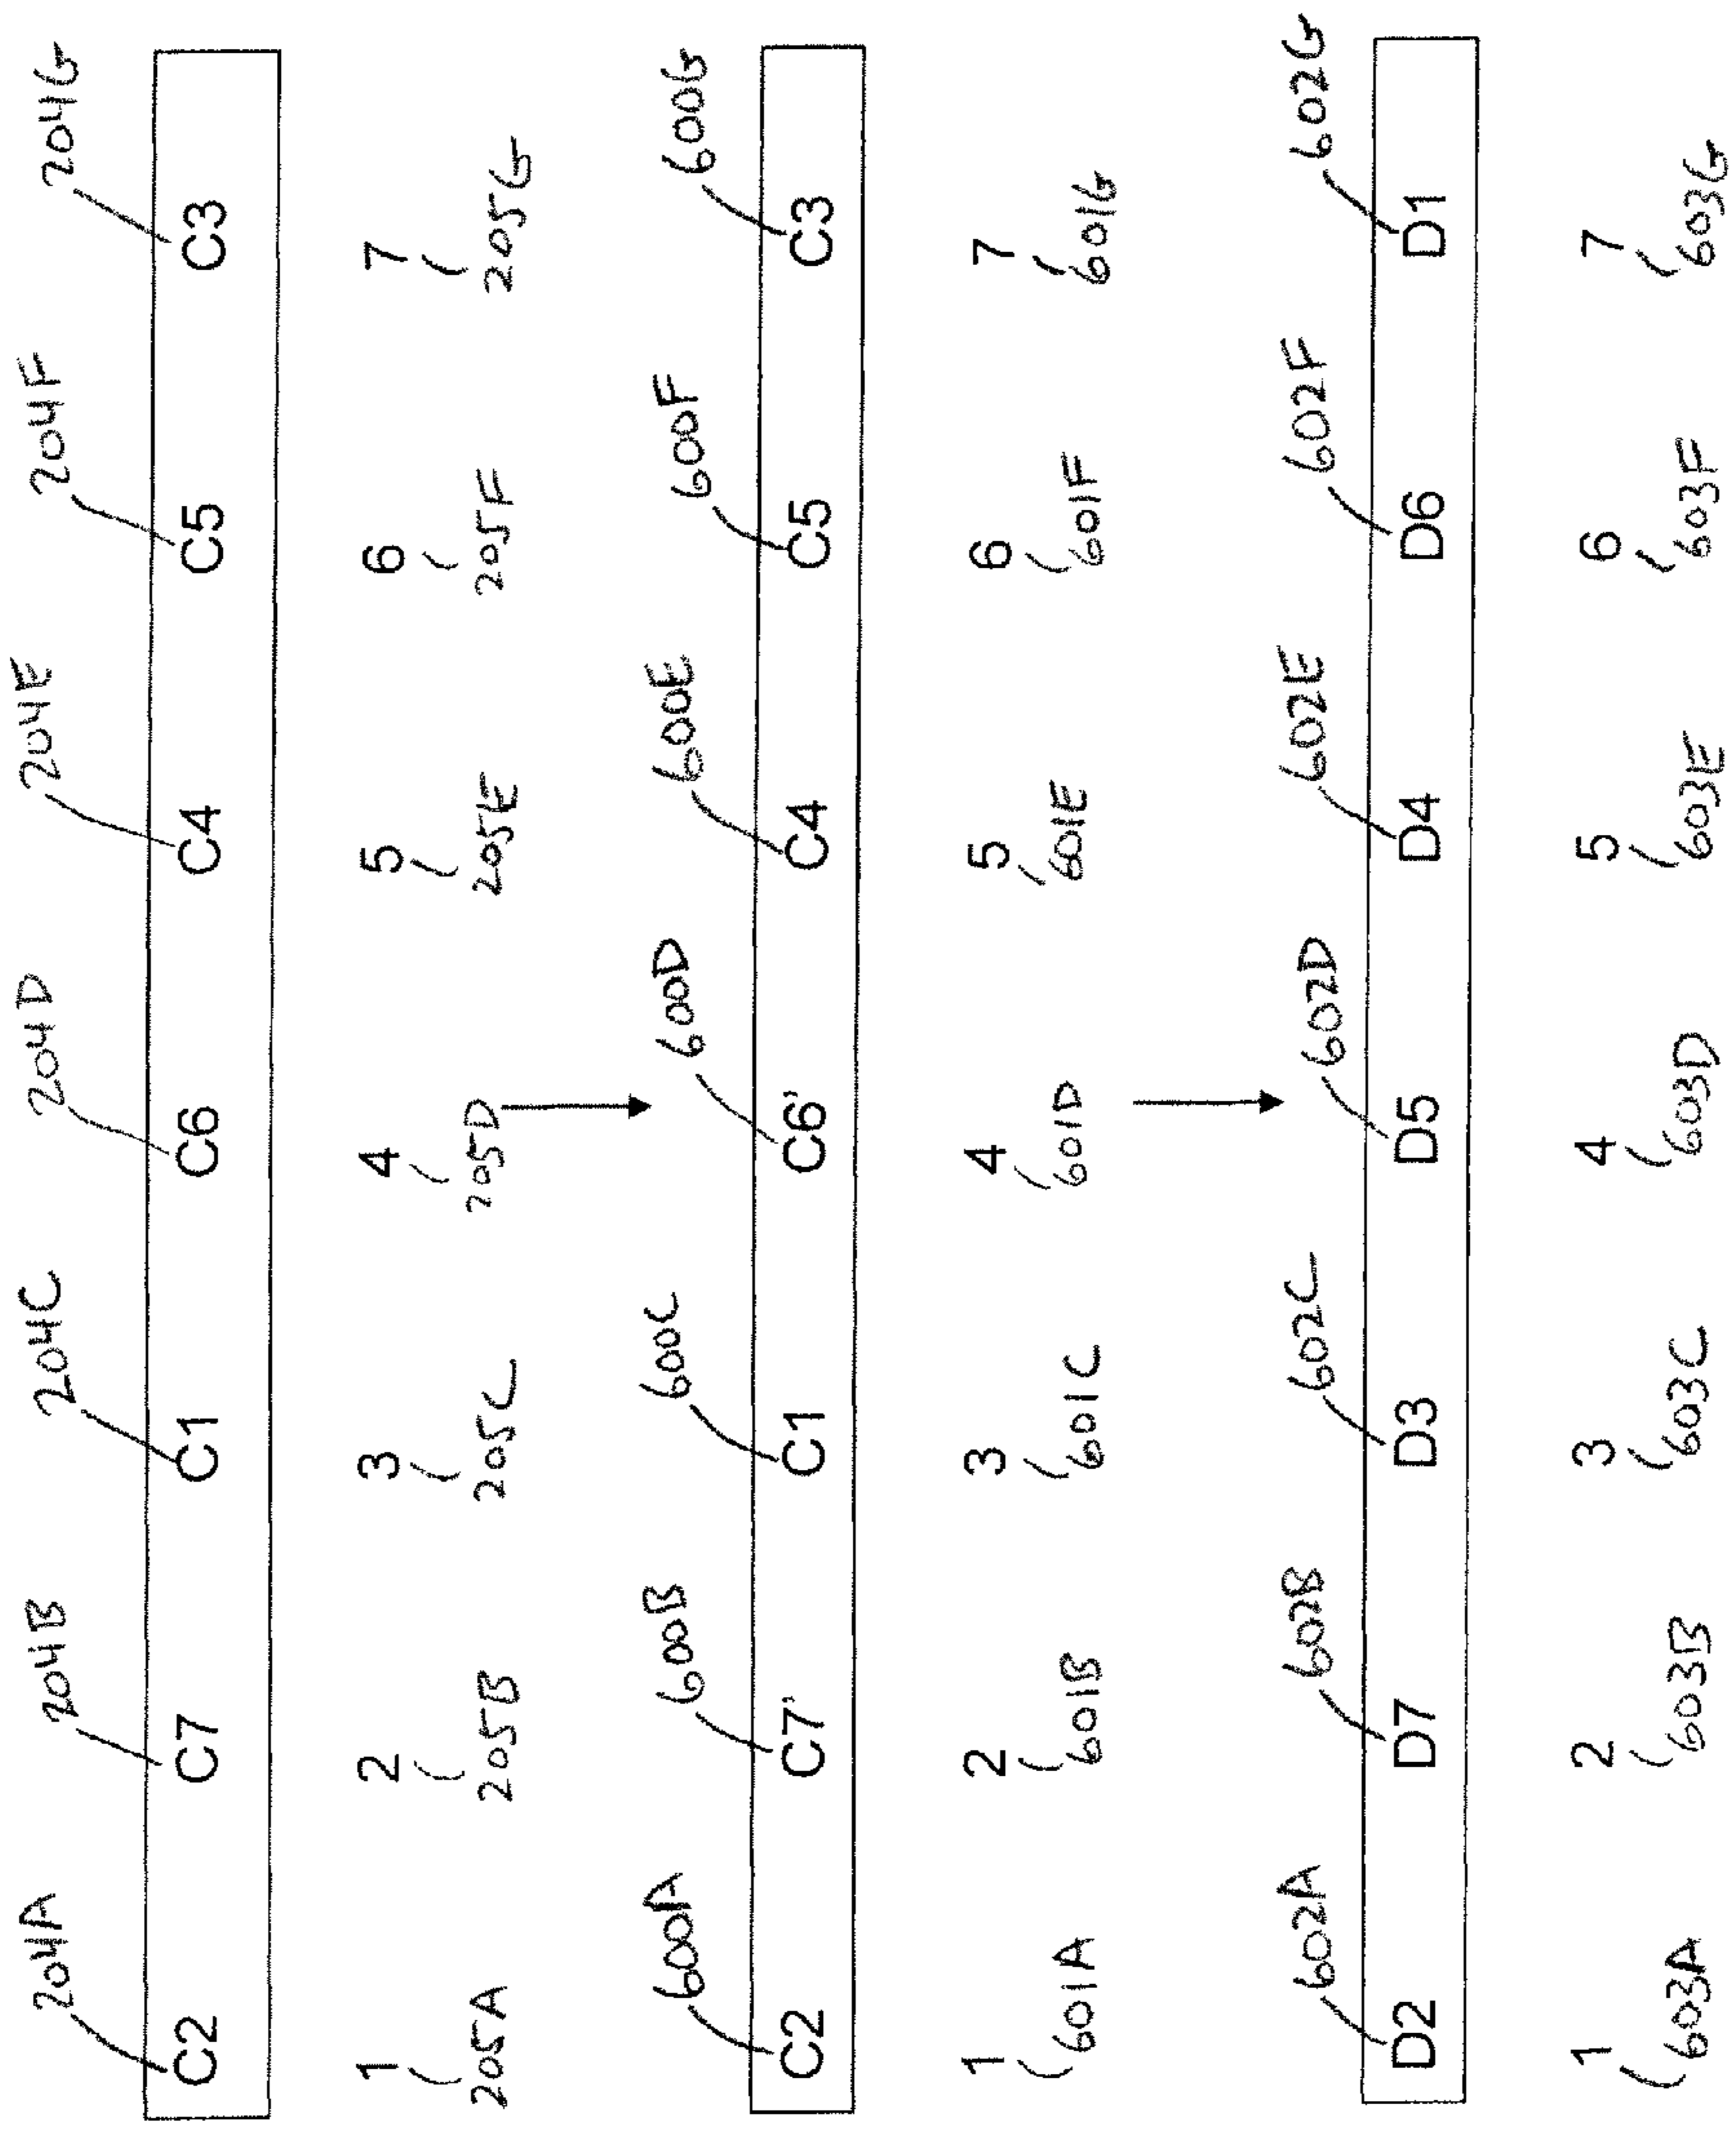 204A 204B 204C 204D 204E 204F 204G
C2 C7 C1 C6 C4 C5 C3
1 2 3 4 5 6 7
205A 205B 205C 205D 205E 205F 205G
600A 600B 600C 600D 600E 600F 600G
C2 C7' C1 C6' C4 C5 C3
1 2 3 4 5 6 7
601A 601B 601C 601D 601E 601F 601G
602A 602B 602C 602D 602E 602F 602G
D2 D7 D3 D5 D4 D6 D1
1 2 3 4 5 6 7
603A 603B 603C 603D 603E 603F 603G